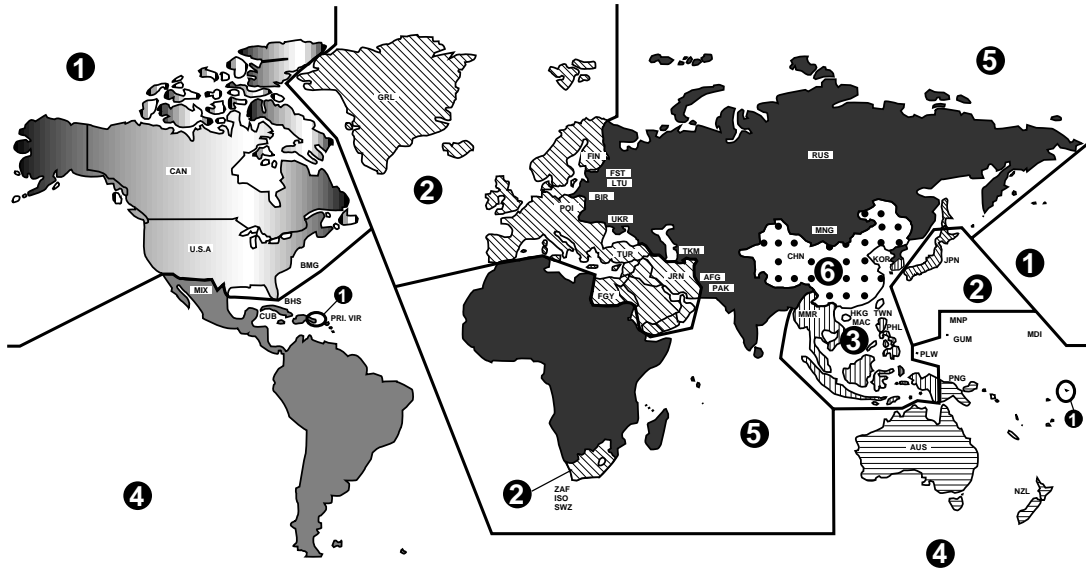 1
5
GRL
2
CAN
RUS
FIN
FST
LTU
BIR
POI
UKR
MNG
U.S.A
BMG
TUR
TKM
CHN
KOR
JPN
1
JRN
AFG
PAK
6
2
MIX
BHS
CUB
1
PRI. VIR
FGY
MMR
HKG
MAC
TWN
PHL
3
MNP
GUM
MDI
PLW
PNG
1
5
AUS
4
2
ZAF
ISO
SWZ
NZL
4